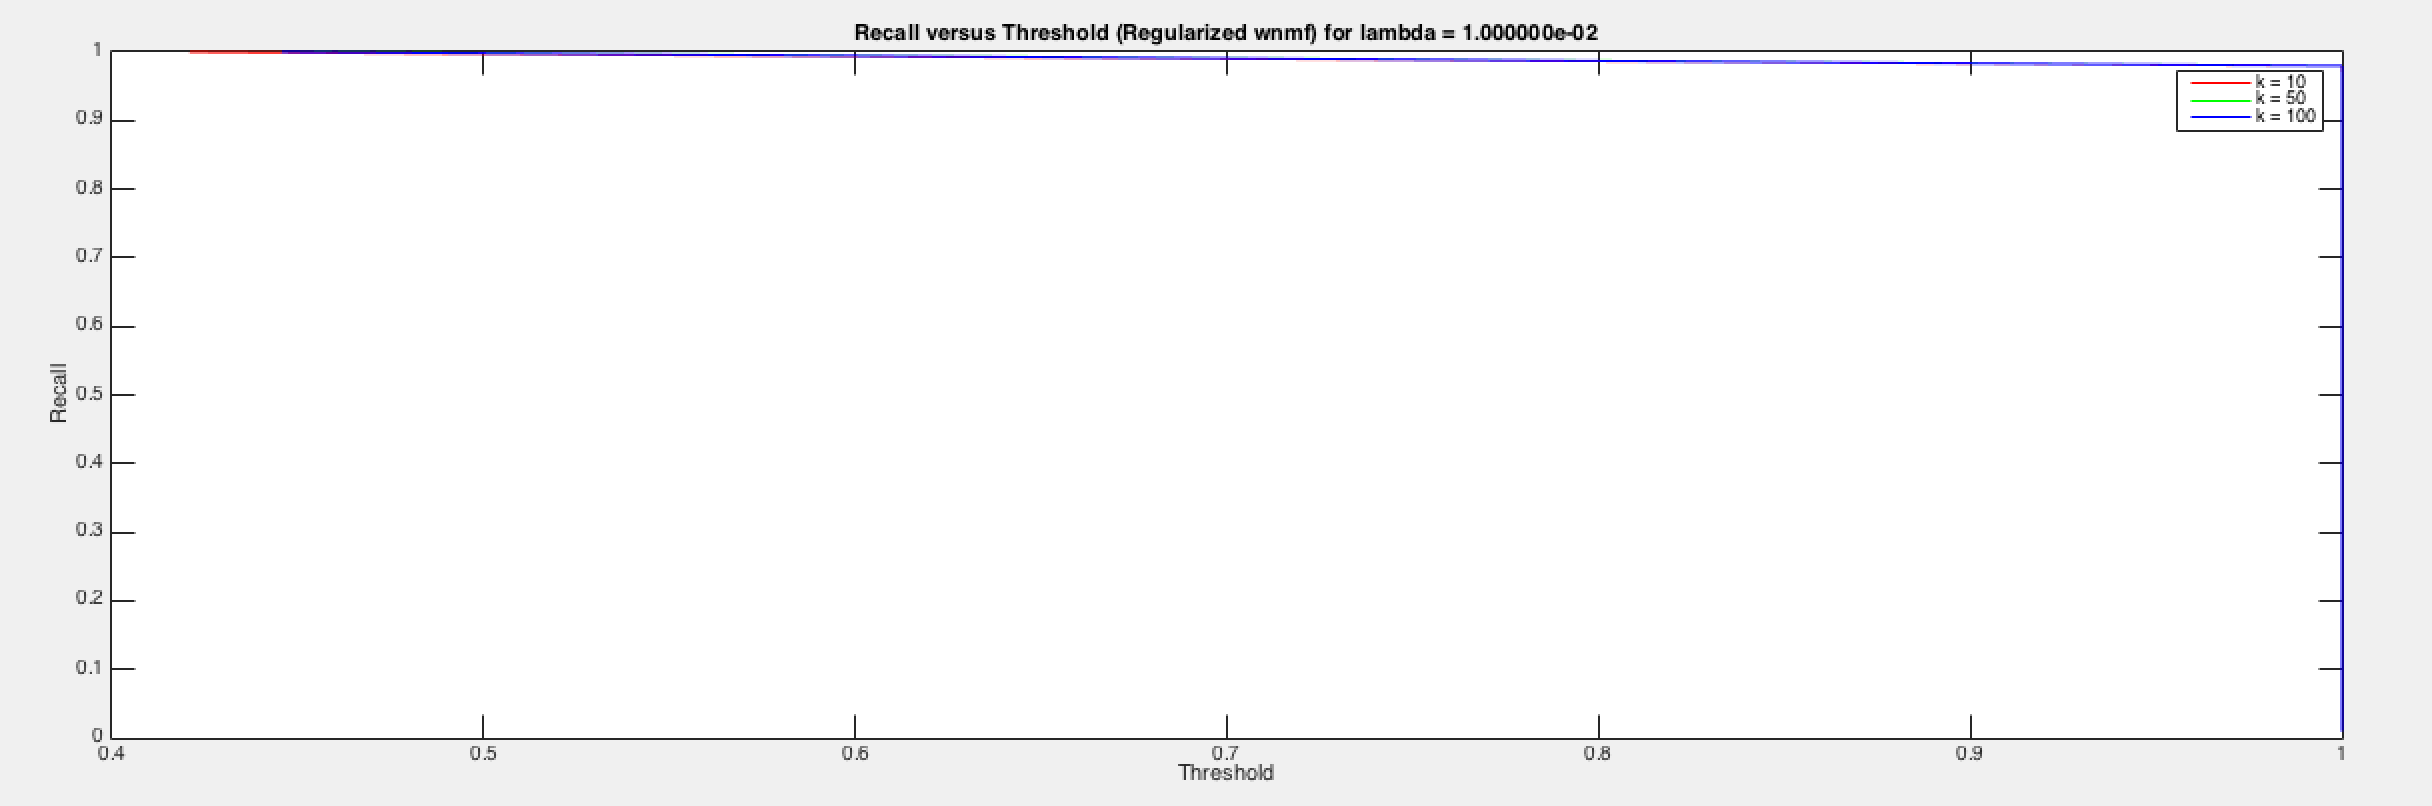 Recall versus Threshold (Regularized wnmf) for lambda = 1.000000e-02
1
0.9
0.8
0.7
0.6
0.5
0.4
0.3
0.2
0.1
0
Recall
k = 10
k = 50
k = 100
0.4 0.5 0.6 0.7 0.8 0.9 1
Threshold